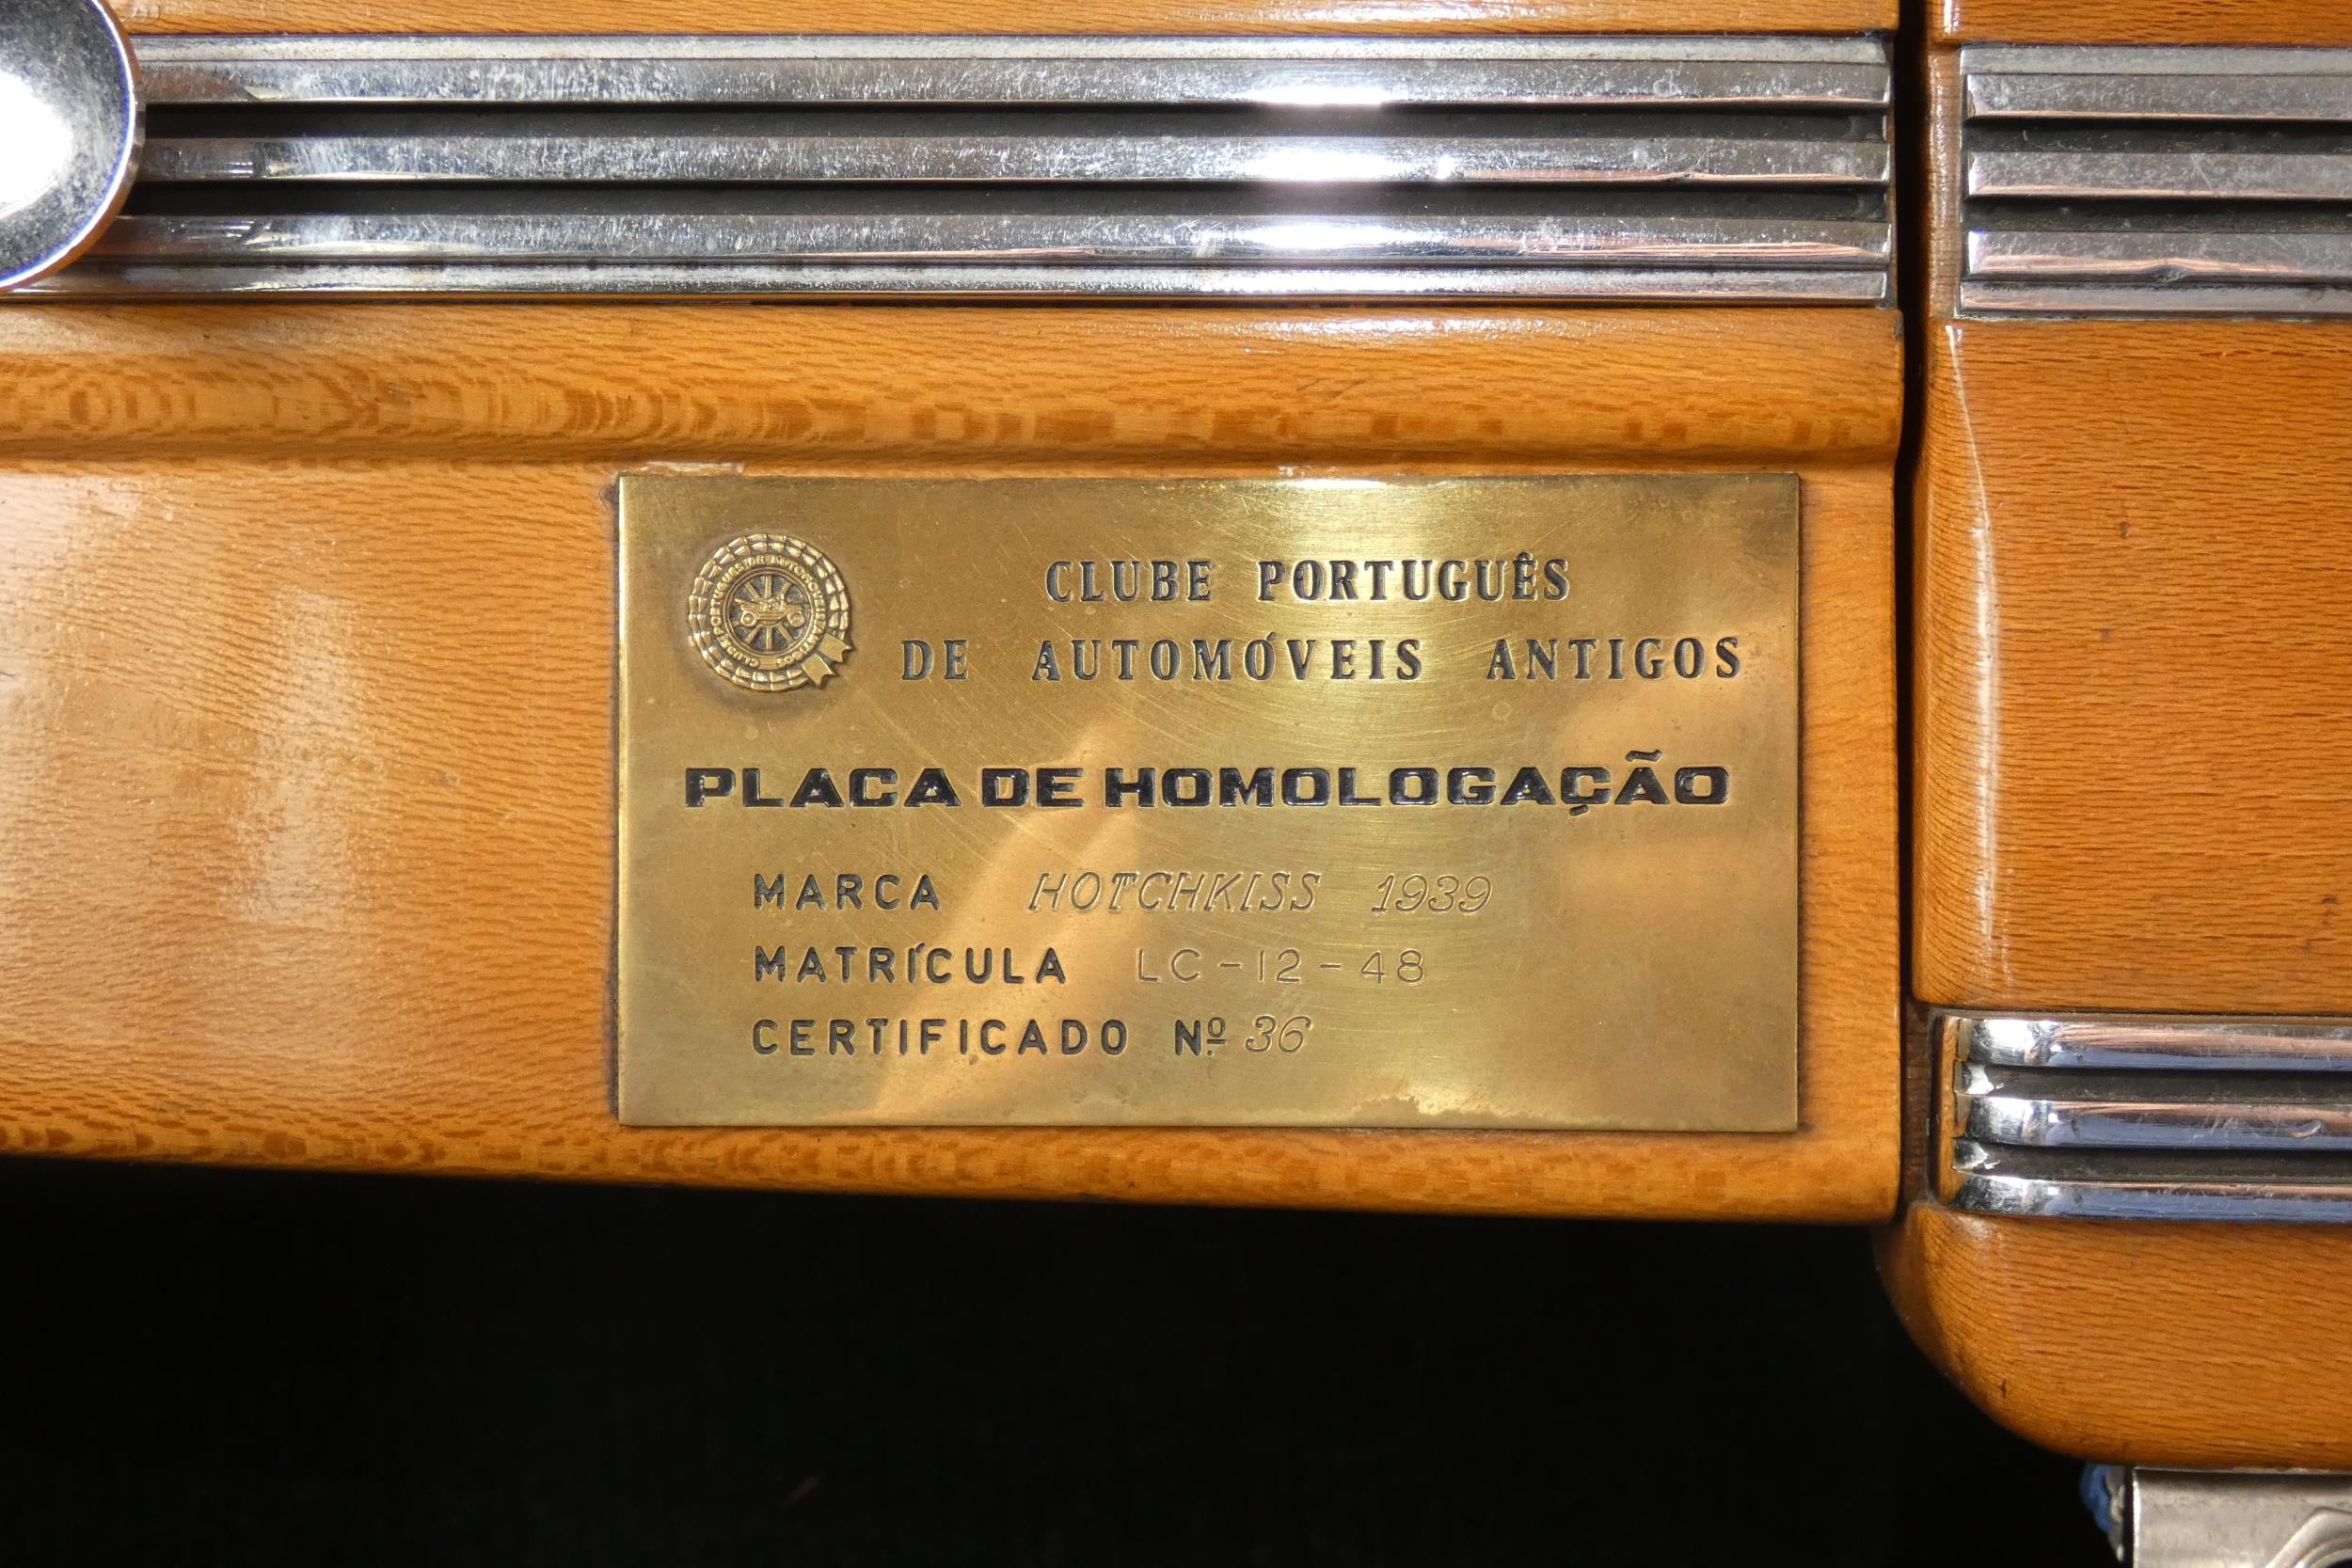 CLUBE PORTUGUÊS
DE AUTOMÓVEIS ANTIGOS
PLACA DE HOMOLOGAÇÃO
MARCA HOTCHKISS 1939
MATRÍCULA LC-12-48
CERTIFICADO Nº 36